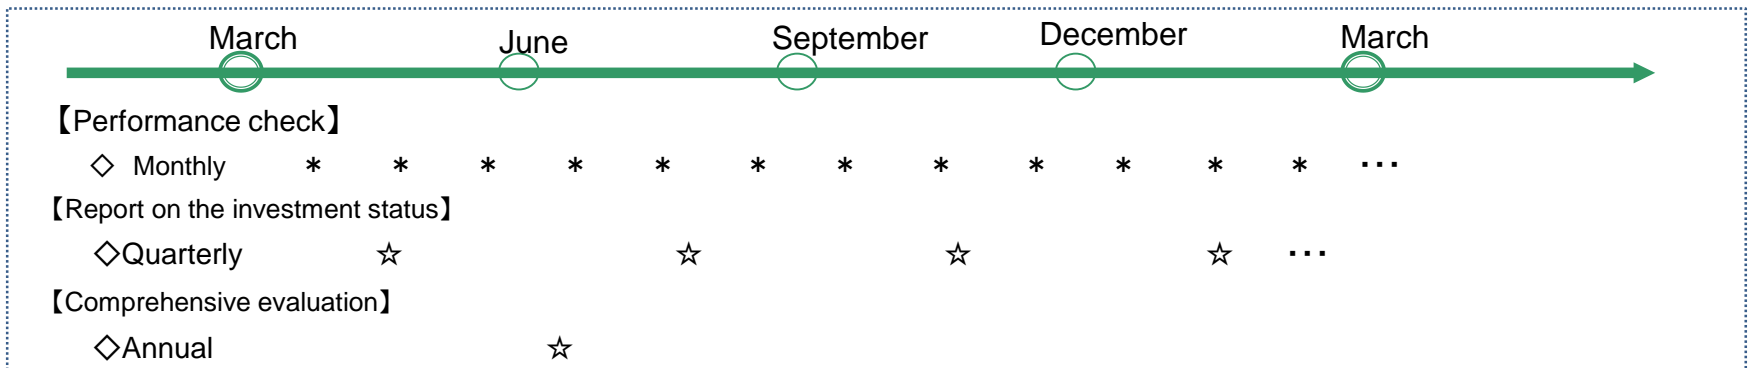 March June September December March
【Performance check】
◇ Monthly * * * * * * * * * * * * ･･･
【Report on the investment status】
◇Quarterly ☆ ☆ ☆ ☆ ･･･
【Comprehensive evaluation】
◇Annual ☆